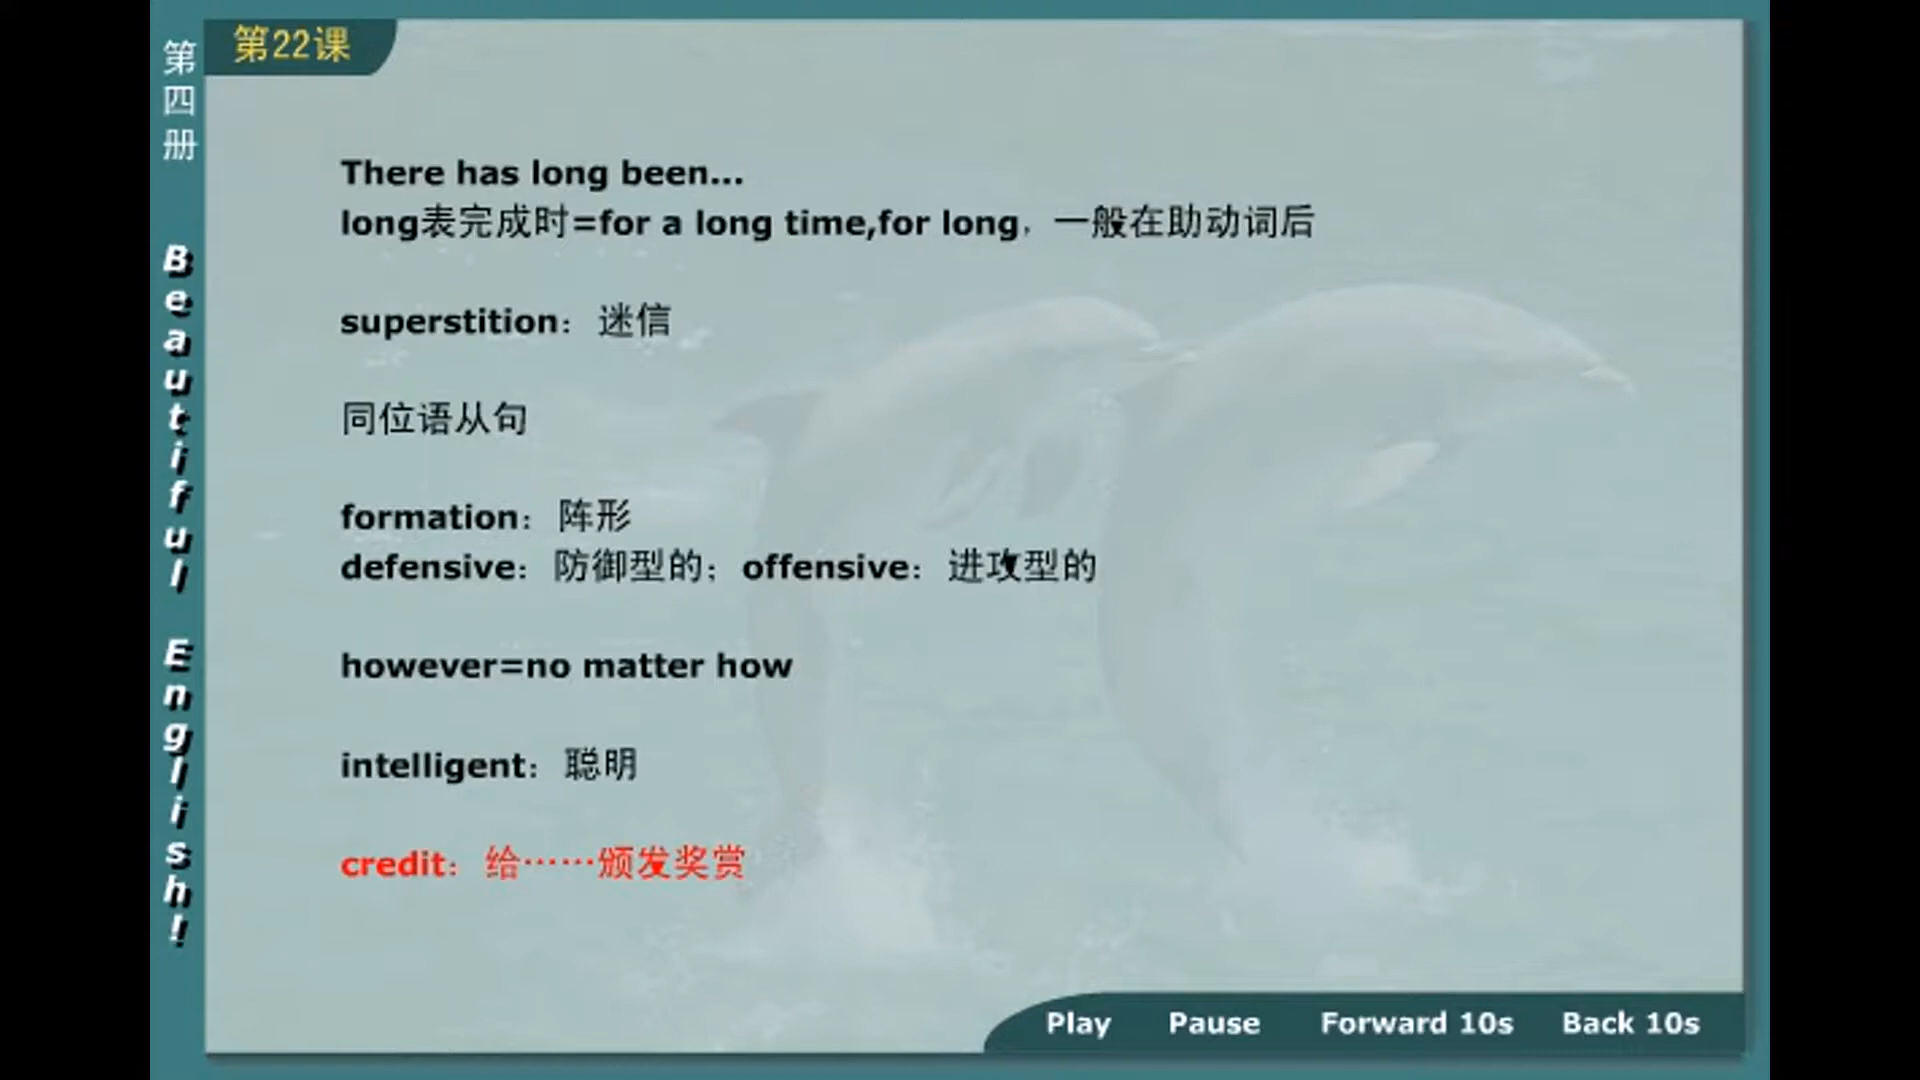 第22课
第四册
Beautiful English!
There has long been...
long表完成时=for a long time,for long，一般在助动词后
superstition：迷信
同位语从句
formation：阵形
defensive：防御型的；offensive：进攻型的
however=no matter how
intelligent：聪明
credit：给……颁发奖赏
Play Pause Forward 10s Back 10s